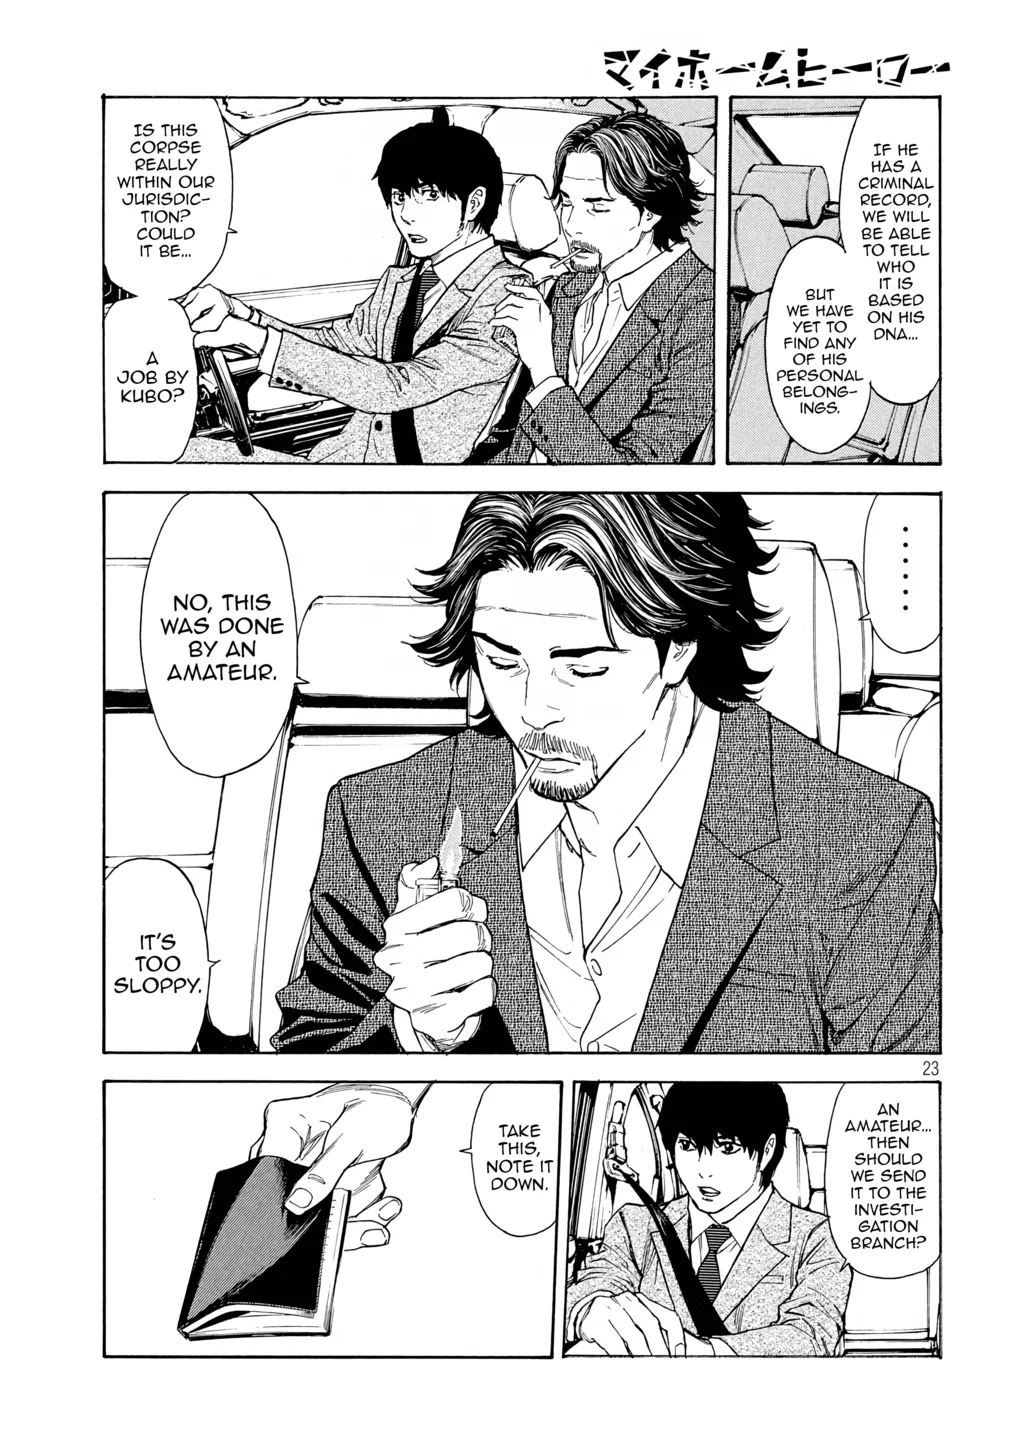 マイホームヒーロー
IF HE
HAS A
CRIMINAL
RECORD,
WE WILL
BE ABLE
TO TELL
WHO
IT IS
BASED
ON HIS
DNA...
BUT
WE HAVE
YET TO
FIND ANY
OF HIS
PERSONAL
BELONG-
INGS.
IS THIS
CORPSE
REALLY
WITHIN OUR
JURISDIC-
TION?
COULD
IT BE...
A
JOB BY
KUBO?
......
NO, THIS
WAS DONE
BY AN
AMATEUR.
IT'S
TOO
SLOPPY.
23
AN
AMATEUR...
THEN
SHOULD
WE SEND
IT TO THE
INVESTI-
GATION
BRANCH?
TAKE
THIS,
NOTE IT
DOWN.